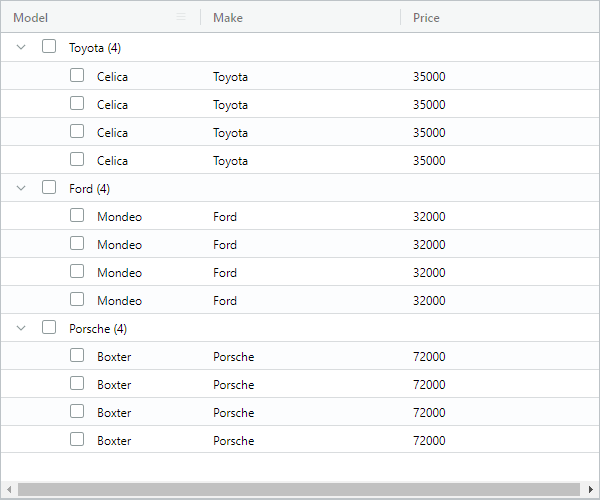 Model Make Price
Toyota (4)
Celica Toyota 35000
Celica Toyota 35000
Celica Toyota 35000
Celica Toyota 35000
Ford (4)
Mondeo Ford 32000
Mondeo Ford 32000
Mondeo Ford 32000
Mondeo Ford 32000
Porsche (4)
Boxter Porsche 72000
Boxter Porsche 72000
Boxter Porsche 72000
Boxter Porsche 72000